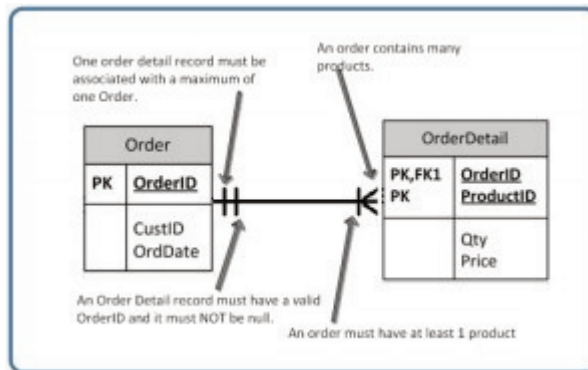 One order detail record must be
associated with a maximum of
one Order.
An order contains many
products.
Order
PK OrderID
CustID
OrdDate
OrderDetail
PK,FK1 OrderID
PK ProductID
Qty
Price
An Order Detail record must have a valid
OrderID and it must NOT be null.
An order must have at least 1 product